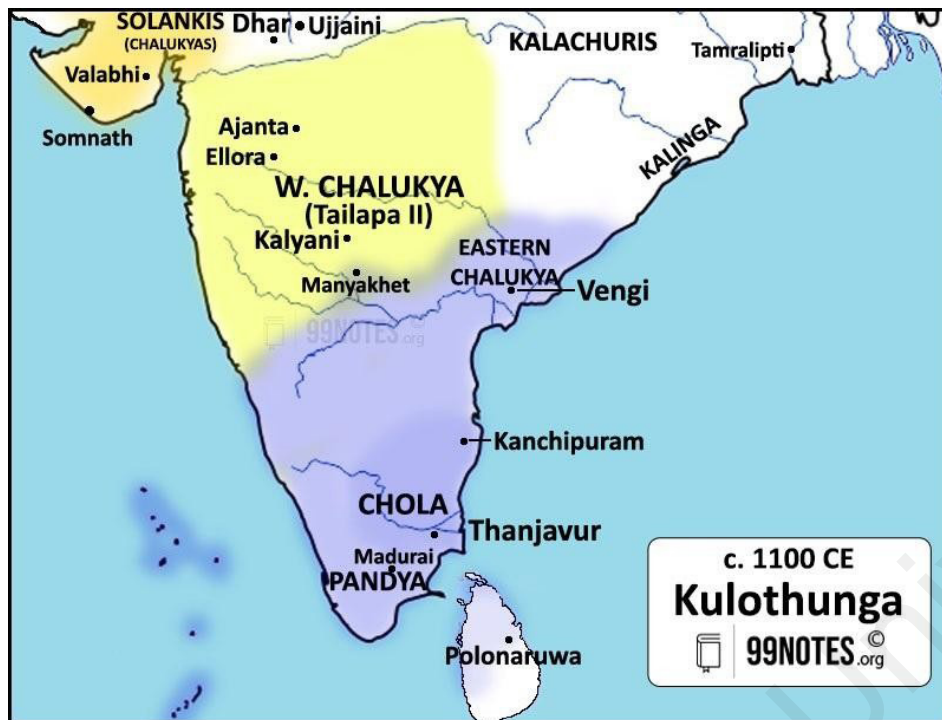 SOLANKIS
(CHALUKYAS)
Dhar
Ujjaini
KALACHURIS
Tamralipti
Valabhi
Somnath
Ajanta
Ellora
KALINGA
W. CHALUKYA
(Tailapa II)
Kalyani
EASTERN
CHALUKYA
Manyakhet
Vengi
99NOTES.org
©
Kanchipuram
CHOLA
Thanjavur
Madurai
PANDYA
Polonaruwa
c. 1100 CE
Kulothunga
99NOTES.org
©